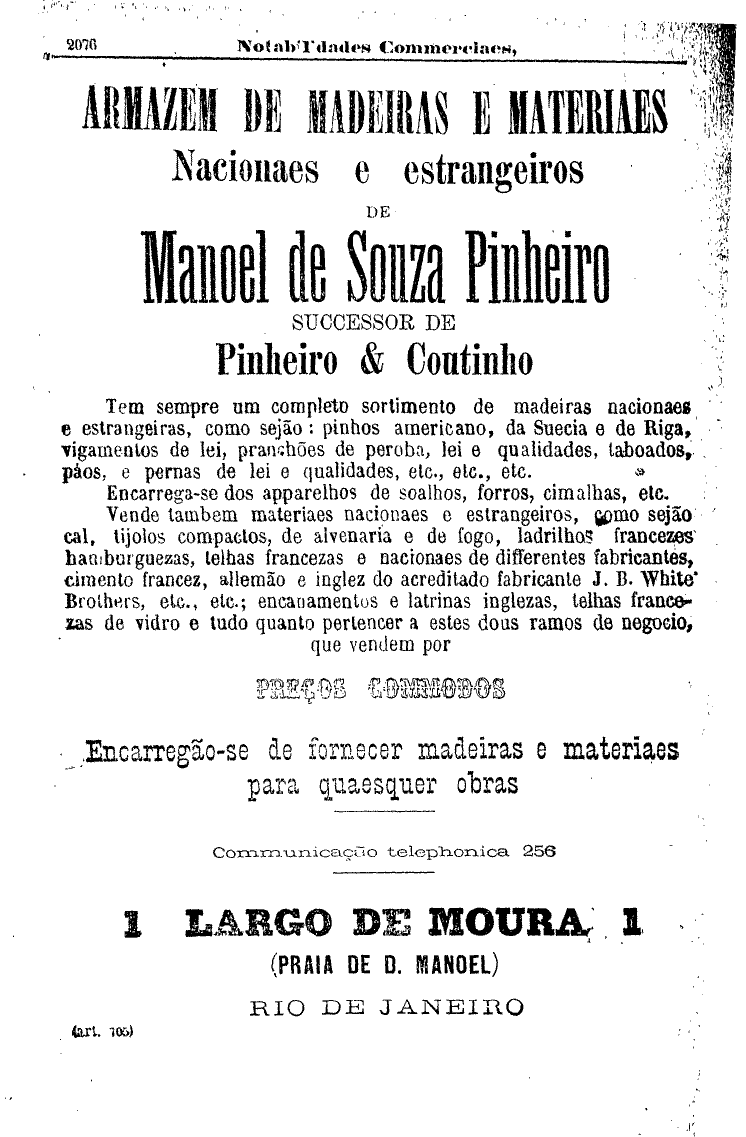 2076 Notabilidades Commerciaes,
ARMAZEM DE MADEIRAS E MATERIAES
Nacionaes e estrangeiros
DE
Manoel de Souza Pinheiro
SUCCESSOR DE
Pinheiro & Coutinho
Tem sempre um completo sortimento de madeiras nacionaes
e estrangeiras, como sejão : pinhos americano, da Suecia e de Riga,
vigamentos de lei, pranchões de peroba, lei e qualidades, taboados,
páos, e pernas de lei e qualidades, etc., etc., etc.
Encarrega-se dos apparelhos de soalhos, forros, cimalhas, etc.
Vende tambem materiaes nacionaes e estrangeiros, como sejão
cal, tijolos compactos, de alvenaria e de fogo, ladrilhos francezes
hamburguezas, telhas francezas e nacionaes de differentes fabricantes,
cimento francez, allemão e inglez do acreditado fabricante J. B. White
Brothers, etc., etc.; encanamentos e latrinas inglezas, telhas france-
zas de vidro e tudo quanto pertencer a estes dous ramos de negocio,
que vendem por
PREÇOS COMMODOS
Encarregão-se de fornecer madeiras e materiaes
para quaesquer obras
Communicação telephonica 256
1 LARGO DE MOURA 1
(PRAIA DE D. MANOEL)
RIO DE JANEIRO
(art. 105)